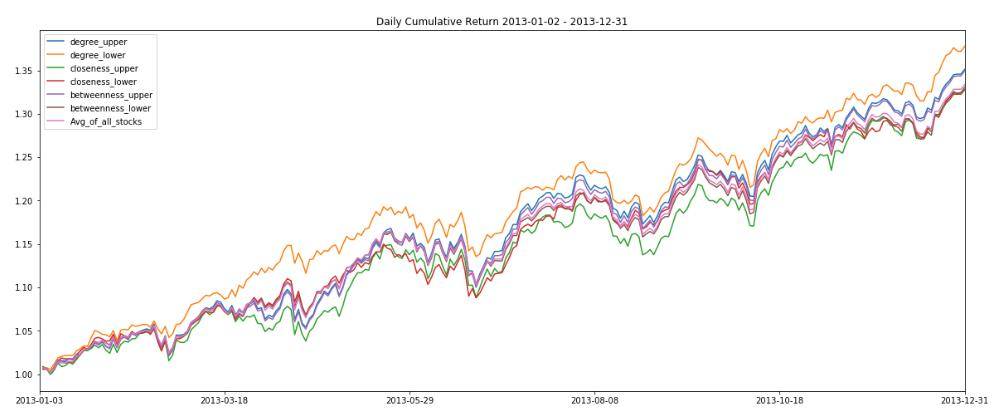 Daily Cumulative Return 2013-01-02 - 2013-12-31
degree_upper
degree_lower
closeness_upper
closeness_lower
betweenness_upper
betweenness_lower
Avg_of_all_stocks
1.35
1.30
1.25
1.20
1.15
1.10
1.05
1.00
2013-01-03
2013-03-18
2013-05-29
2013-08-08
2013-10-18
2013-12-31